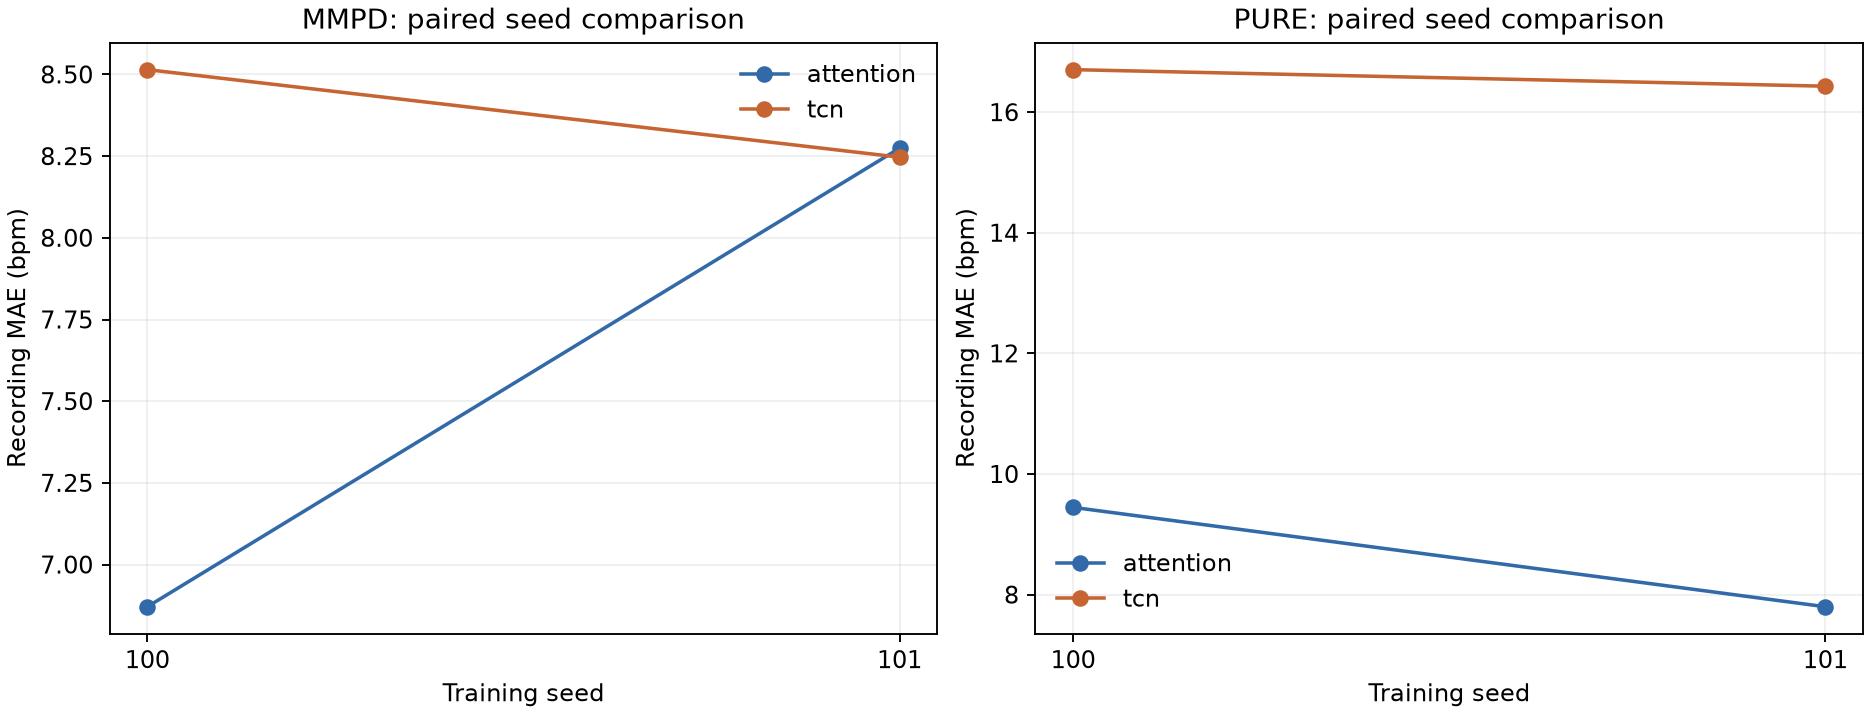 MMPD: paired seed comparison
8.50
8.25
8.00
7.75
7.50
7.25
7.00
Recording MAE (bpm)
attention
tcn
100
101
Training seed
PURE: paired seed comparison
16
14
12
10
8
Recording MAE (bpm)
attention
tcn
100
101
Training seed